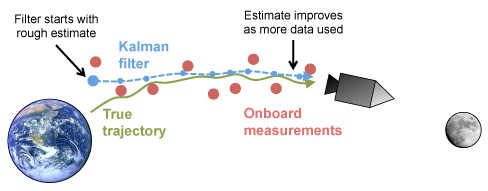 Filter starts with
rough estimate
Estimate improves
as more data used
Kalman
filter
True
trajectory
Onboard
measurements